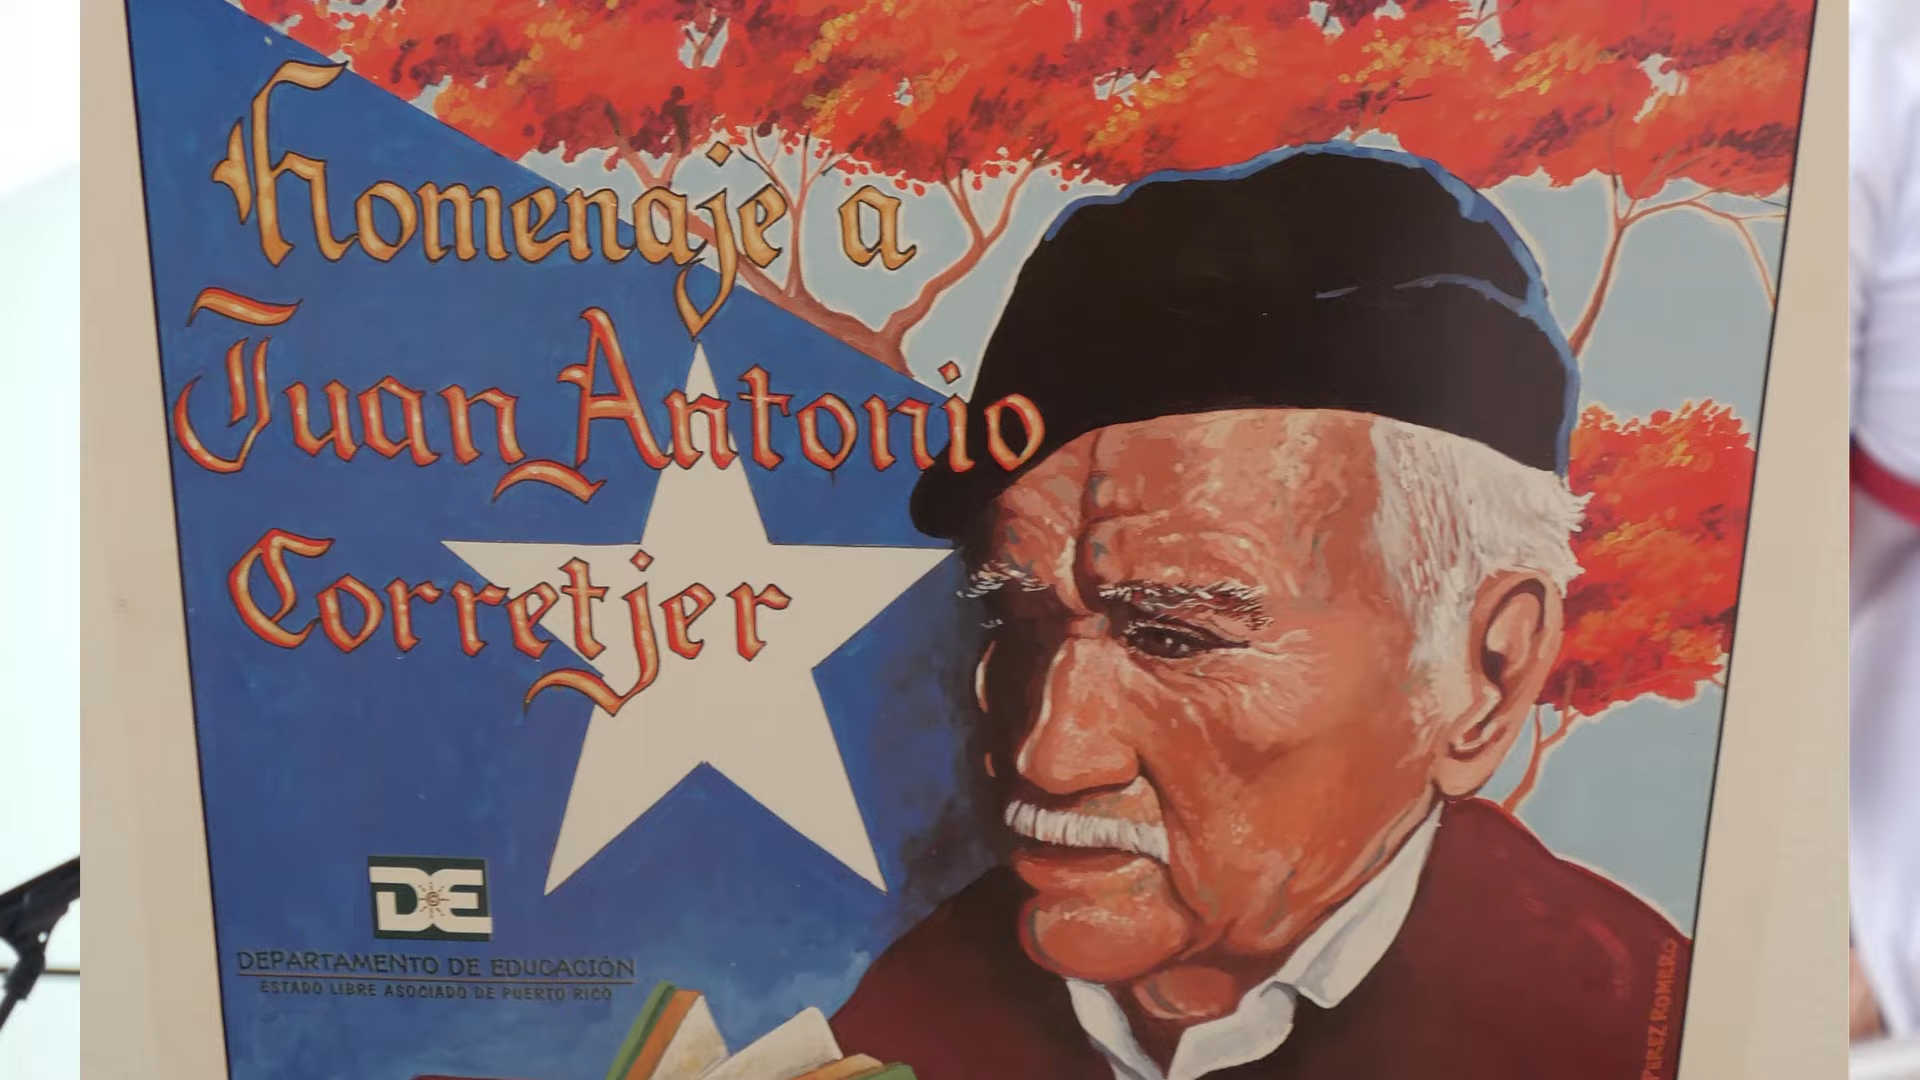 Homenaje a
Juan Antonio
Corretjer
DE
DEPARTAMENTO DE EDUCACIÓN
ESTADO LIBRE ASOCIADO DE PUERTO RICO
PEREZ ROMERO